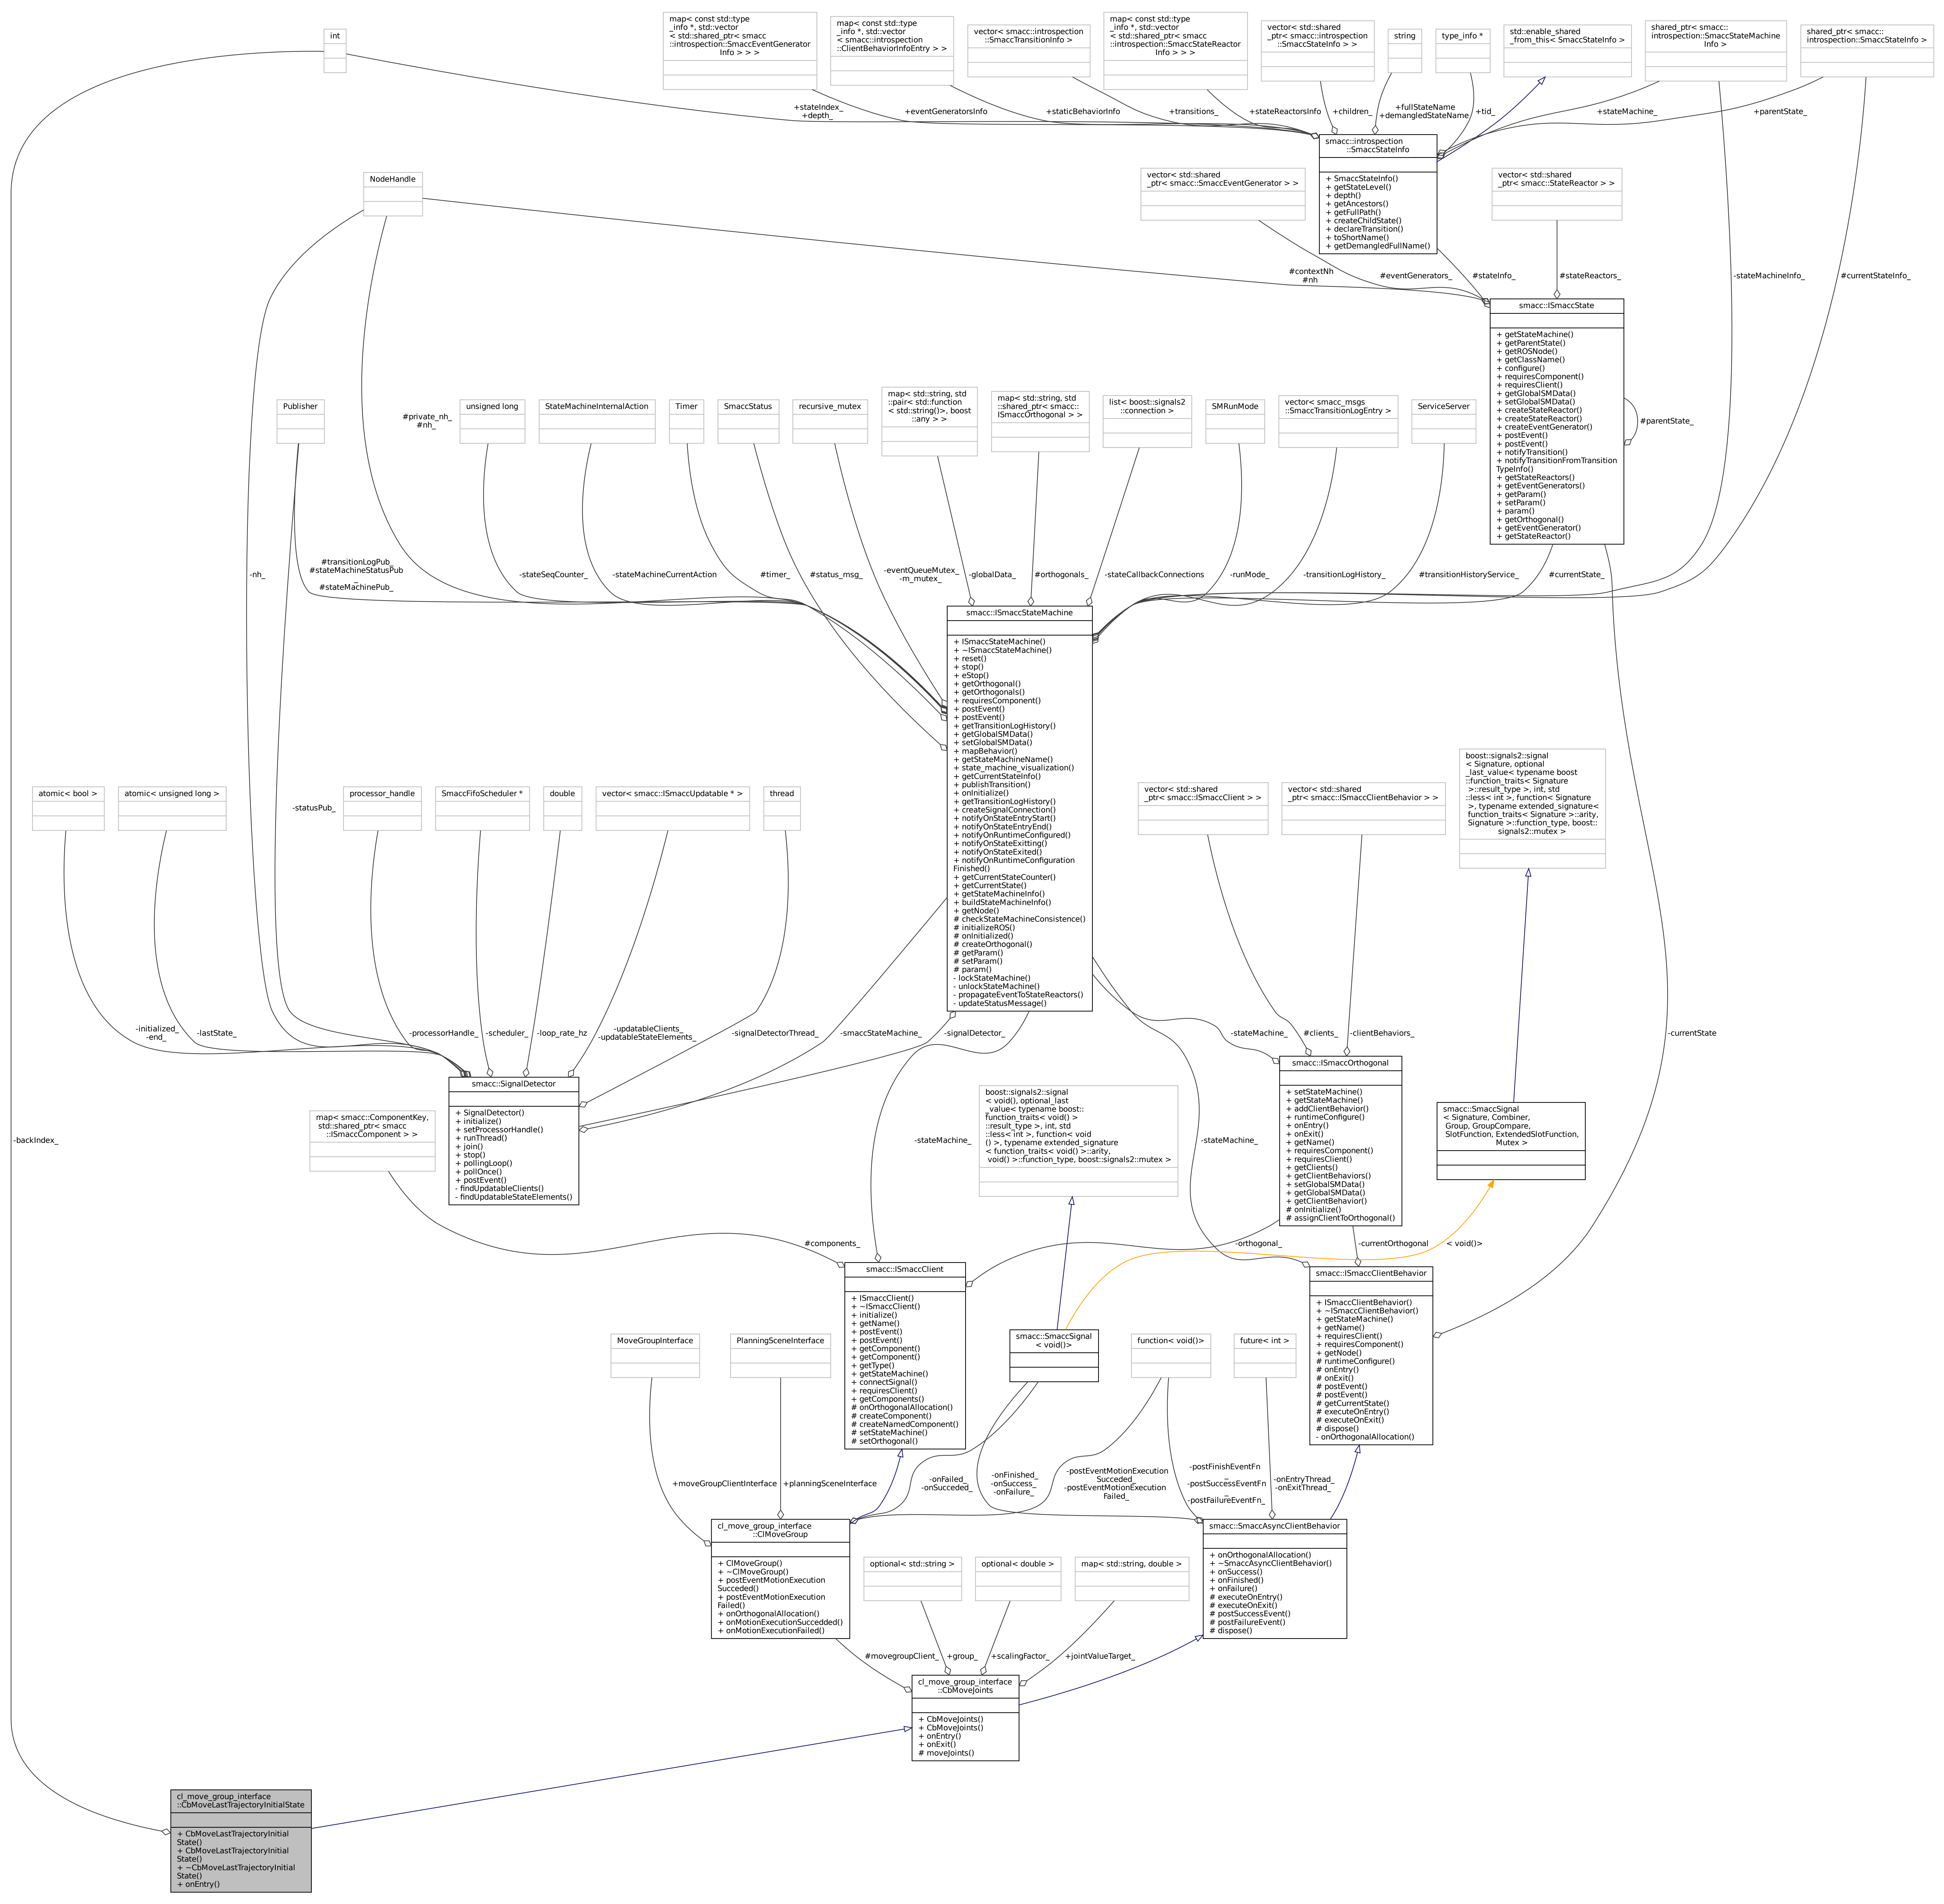 int
map< const std::type
_info *, std::vector
< std::shared_ptr< smacc
::introspection::SmaccEventGenerator
Info > > >
map< const std::type
_info *, std::vector
< smacc::introspection
::ClientBehaviorInfoEntry > >
vector< smacc::introspection
::SmaccTransitionInfo >
map< const std::type
_info *, std::vector
< std::shared_ptr< smacc
::introspection::SmaccStateReactor
Info > > >
vector< std::shared
_ptr< smacc::introspection
::SmaccStateInfo > >
string
type_info *
std::enable_shared
_from_this< SmaccStateInfo >
shared_ptr< smacc::
introspection::SmaccStateMachine
Info >
shared_ptr< smacc::
introspection::SmaccStateInfo >
+stateIndex_
+depth_
+eventGeneratorsInfo
+staticBehaviorInfo
+transitions_
+stateReactorsInfo
+children_
+fullStateName
+demangledStateName
+tid_
+stateMachine_
+parentState_
smacc::introspection
::SmaccStateInfo
+ SmaccStateInfo()
+ getStateLevel()
+ depth()
+ getAncestors()
+ getFullPath()
+ createChildState()
+ declareTransition()
+ toShortName()
+ getDemangledFullName()
NodeHandle
vector< std::shared
_ptr< smacc::SmaccEventGenerator > >
vector< std::shared
_ptr< smacc::StateReactor > >
#contextNh
#nh
#eventGenerators_
#stateInfo_
#stateReactors_
-stateMachineInfo_
#currentStateInfo_
smacc::ISmaccState
+ getStateMachine()
+ getParentState()
+ getROSNode()
+ getClassName()
+ configure()
+ requiresComponent()
+ requiresClient()
+ getGlobalSMData()
+ setGlobalSMData()
+ createStateReactor()
+ createStateReactor()
+ createEventGenerator()
+ postEvent()
+ postEvent()
+ notifyTransition()
+ notifyTransitionFromTransition
TypeInfo()
+ getStateReactors()
+ getEventGenerators()
+ getParam()
+ setParam()
+ param()
+ getOrthogonal()
+ getEventGenerator()
+ getStateReactor()
#parentState_
Publisher
#private_nh_
#nh_
unsigned long
StateMachineInternalAction
Timer
SmaccStatus
recursive_mutex
map< std::string, std
::pair< std::function
< std::string()>, boost
::any > >
map< std::string, std
::shared_ptr< smacc::
ISmaccOrthogonal > >
list< boost::signals2
::connection >
SMRunMode
vector< smacc_msgs
::SmaccTransitionLogEntry >
ServiceServer
-nh_
#transitionLogPub_
#stateMachineStatusPub
_
#stateMachinePub_
-stateSeqCounter_
-stateMachineCurrentAction
#timer_
#status_msg_
-eventQueueMutex_
-m_mutex_
-globalData_
#orthogonals_
-stateCallbackConnections
-runMode_
-transitionLogHistory_
#transitionHistoryService_
#currentState_
smacc::ISmaccStateMachine
+ ISmaccStateMachine()
+ ~ISmaccStateMachine()
+ reset()
+ stop()
+ eStop()
+ getOrthogonal()
+ getOrthogonals()
+ requiresComponent()
+ postEvent()
+ postEvent()
+ getTransitionLogHistory()
+ getGlobalSMData()
+ setGlobalSMData()
+ mapBehavior()
+ getStateMachineName()
+ state_machine_visualization()
+ getCurrentStateInfo()
+ publishTransition()
+ onInitialize()
+ getTransitionLogHistory()
+ createSignalConnection()
+ notifyOnStateEntryStart()
+ notifyOnStateEntryEnd()
+ notifyOnRuntimeConfigured()
+ notifyOnStateExitting()
+ notifyOnStateExited()
+ notifyOnRuntimeConfiguration
Finished()
+ getCurrentStateCounter()
+ getCurrentState()
+ getStateMachineInfo()
+ buildStateMachineInfo()
+ getNode()
# checkStateMachineConsistence()
# initializeROS()
# onInitialized()
# createOrthogonal()
# getParam()
# setParam()
# param()
- lockStateMachine()
- unlockStateMachine()
- propagateEventToStateReactors()
- updateStatusMessage()
boost::signals2::signal
< Signature, optional
_last_value< typename boost
::function_traits< Signature
>::result_type >, int, std
::less< int >, function< Signature
>, typename extended_signature<
function_traits< Signature >::arity,
Signature >::function_type, boost::
signals2::mutex >
atomic< bool >
atomic< unsigned long >
-statusPub_
processor_handle
SmaccFifoScheduler *
double
vector< smacc::ISmaccUpdatable * >
thread
vector< std::shared
_ptr< smacc::ISmaccClient > >
vector< std::shared
_ptr< smacc::ISmaccClientBehavior > >
-initialized_
-end_
-lastState_
-processorHandle_
-scheduler_
-loop_rate_hz
-updatableClients_
-updatableStateElements_
-signalDetectorThread_
-smaccStateMachine_
-signalDetector_
-stateMachine_
#clients_
-clientBehaviors_
-currentState
smacc::SignalDetector
+ SignalDetector()
+ initialize()
+ setProcessorHandle()
+ runThread()
+ join()
+ stop()
+ pollingLoop()
+ pollOnce()
+ postEvent()
- findUpdatableClients()
- findUpdatableStateElements()
smacc::ISmaccOrthogonal
+ setStateMachine()
+ getStateMachine()
+ addClientBehavior()
+ runtimeConfigure()
+ onEntry()
+ onExit()
+ getName()
+ requiresComponent()
+ requiresClient()
+ getClients()
+ getClientBehaviors()
+ setGlobalSMData()
+ getGlobalSMData()
+ getClientBehavior()
# onInitialize()
# assignClientToOrthogonal()
smacc::SmaccSignal
< Signature, Combiner,
Group, GroupCompare,
SlotFunction, ExtendedSlotFunction,
Mutex >
map< smacc::ComponentKey,
std::shared_ptr< smacc
::ISmaccComponent > >
boost::signals2::signal
< void(), optional_last
_value< typename boost::
function_traits< void() >
::result_type >, int, std
::less< int >, function< void
() >, typename extended_signature
< function_traits< void() >::arity,
void() >::function_type, boost::signals2::mutex >
-backIndex_
-stateMachine_
-stateMachine_
#components_
-orthogonal_
-currentOrthogonal
< void()>
smacc::ISmaccClient
+ ISmaccClient()
+ ~ISmaccClient()
+ initialize()
+ getName()
+ postEvent()
+ postEvent()
+ getComponent()
+ getComponent()
+ getType()
+ getStateMachine()
+ connectSignal()
+ requiresClient()
+ getComponents()
# onOrthogonalAllocation()
# createComponent()
# createNamedComponent()
# setStateMachine()
# setOrthogonal()
smacc::ISmaccClientBehavior
+ ISmaccClientBehavior()
+ ~ISmaccClientBehavior()
+ getStateMachine()
+ getName()
+ requiresClient()
+ requiresComponent()
+ getNode()
# runtimeConfigure()
# onEntry()
# onExit()
# postEvent()
# postEvent()
# getCurrentState()
# executeOnEntry()
# executeOnExit()
# dispose()
- onOrthogonalAllocation()
MoveGroupInterface
PlanningSceneInterface
smacc::SmaccSignal
< void()>
function< void()>
future< int >
+moveGroupClientInterface
+planningSceneInterface
-onFailed_
-onSucceded_
-onFinished_
-onSuccess_
-onFailure_
-postEventMotionExecution
Succeded_
-postEventMotionExecution
Failed_
-postFinishEventFn
_
-postSuccessEventFn
_
-postFailureEventFn_
-onEntryThread_
-onExitThread_
cl_move_group_interface
::ClMoveGroup
+ ClMoveGroup()
+ ~ClMoveGroup()
+ postEventMotionExecution
Succeded()
+ postEventMotionExecution
Failed()
+ onOrthogonalAllocation()
+ onMotionExecutionSuccedded()
+ onMotionExecutionFailed()
optional< std::string >
optional< double >
map< std::string, double >
smacc::SmaccAsyncClientBehavior
+ onOrthogonalAllocation()
+ ~SmaccAsyncClientBehavior()
+ onSuccess()
+ onFinished()
+ onFailure()
# executeOnEntry()
# executeOnExit()
# postSuccessEvent()
# postFailureEvent()
# dispose()
#movegroupClient_
+group_
+scalingFactor_
+jointValueTarget_
cl_move_group_interface
::CbMoveJoints
+ CbMoveJoints()
+ CbMoveJoints()
+ onEntry()
+ onExit()
# moveJoints()
cl_move_group_interface
::CbMoveLastTrajectoryInitialState
+ CbMoveLastTrajectoryInitial
State()
+ CbMoveLastTrajectoryInitial
State()
+ ~CbMoveLastTrajectoryInitial
State()
+ onEntry()